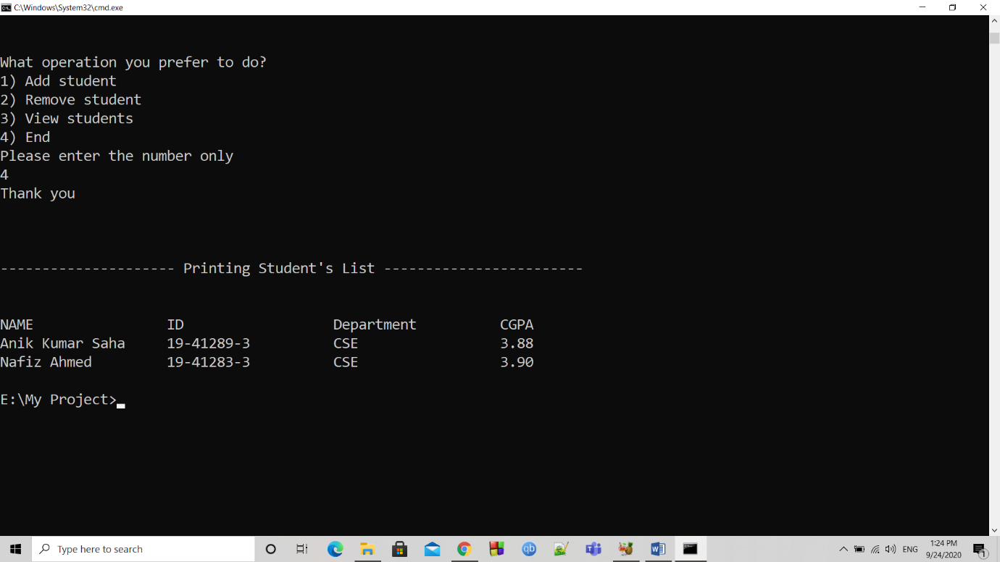 C:\Windows\System32\cmd.exe
What operation you prefer to do?
1) Add student
2) Remove student
3) View students
4) End
Please enter the number only
4
Thank you
--------------------- Printing Student's List ------------------------
NAME ID Department CGPA
Anik Kumar Saha 19-41289-3 CSE 3.88
Nafiz Ahmed 19-41283-3 CSE 3.90
E:\My Project>
Type here to search
qb
ENG
1:24 PM
9/24/2020
1